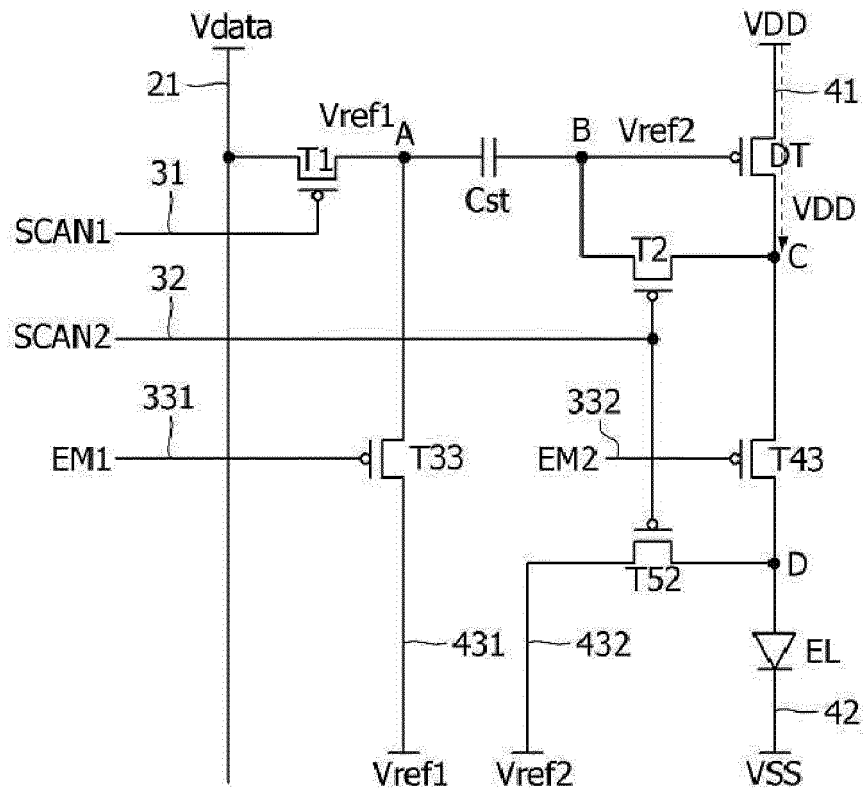 Vdata
VDD
21
41
Vref1
A
B
Vref2
T1
DT
Cst
31
VDD
SCAN1
T2
C
32
SCAN2
331
332
EM1
T33
EM2
T43
T52
D
431
432
EL
42
Vref1
Vref2
VSS